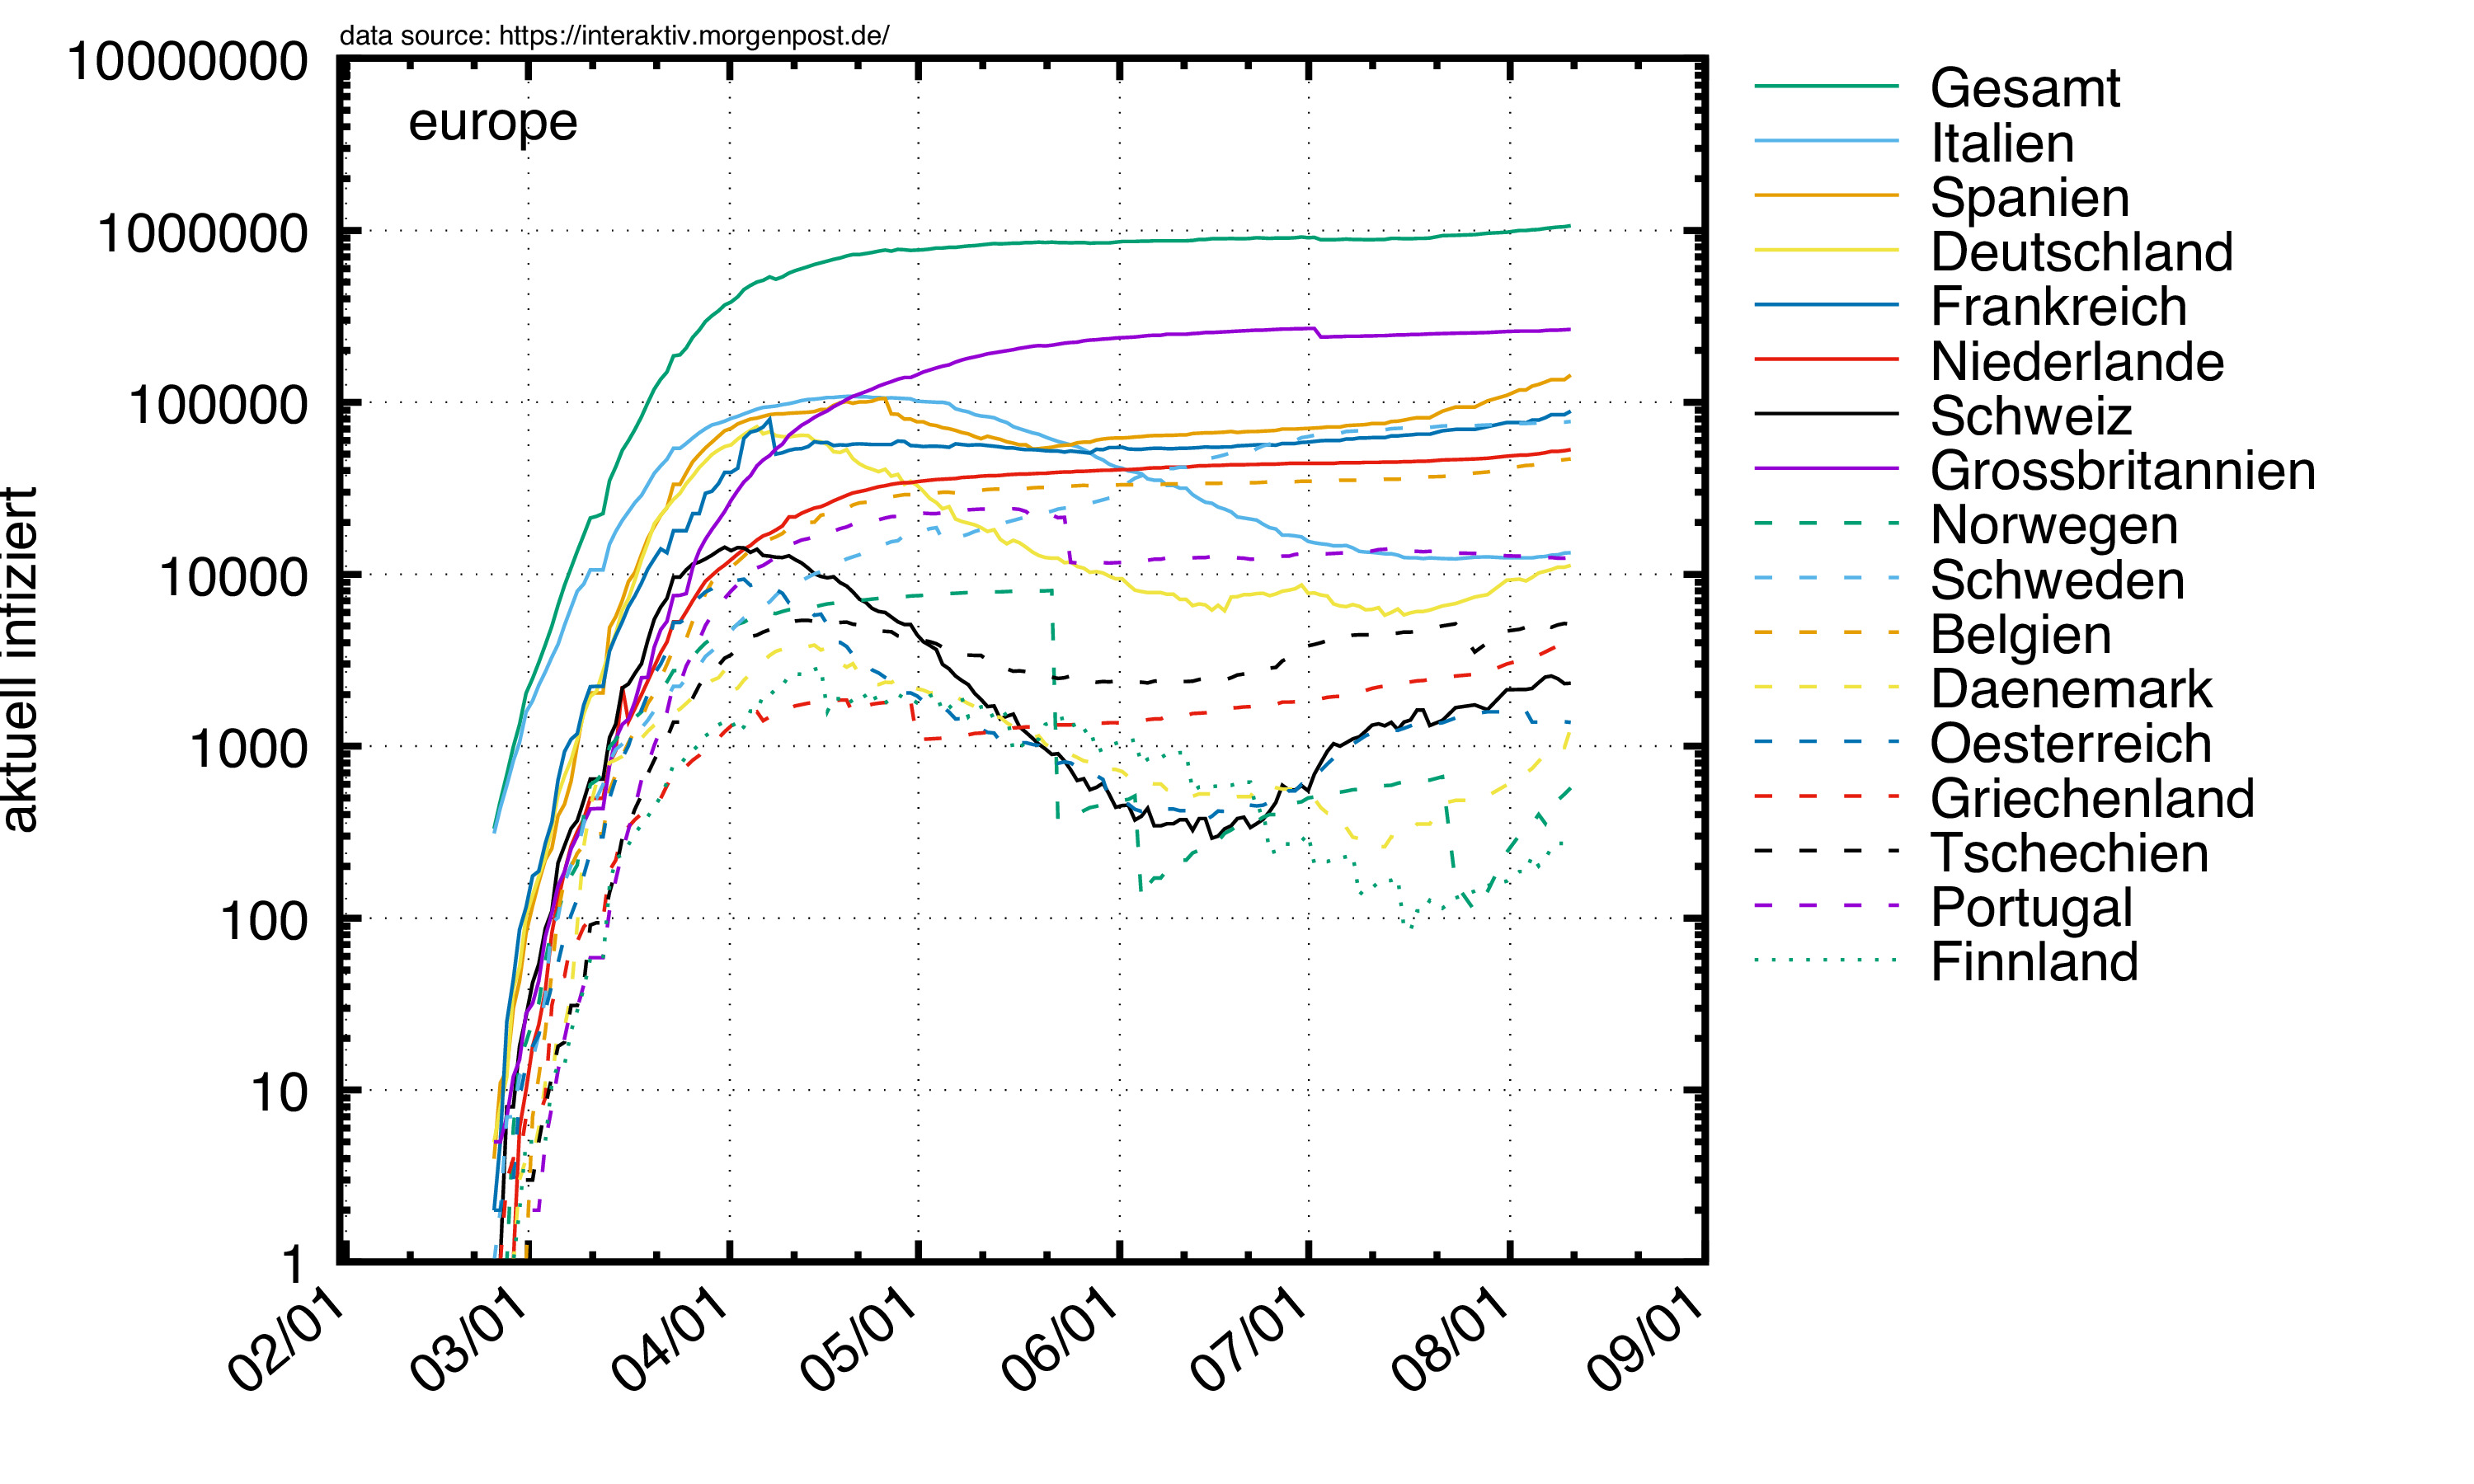 data source: https://interaktiv.morgenpost.de/
europe
aktuell infiziert
10000000
1000000
100000
10000
1000
100
10
1
02/01
03/01
04/01
05/01
06/01
07/01
08/01
09/01
Gesamt
Italien
Spanien
Deutschland
Frankreich
Niederlande
Schweiz
Grossbritannien
Norwegen
Schweden
Belgien
Daenemark
Oesterreich
Griechenland
Tschechien
Portugal
Finnland